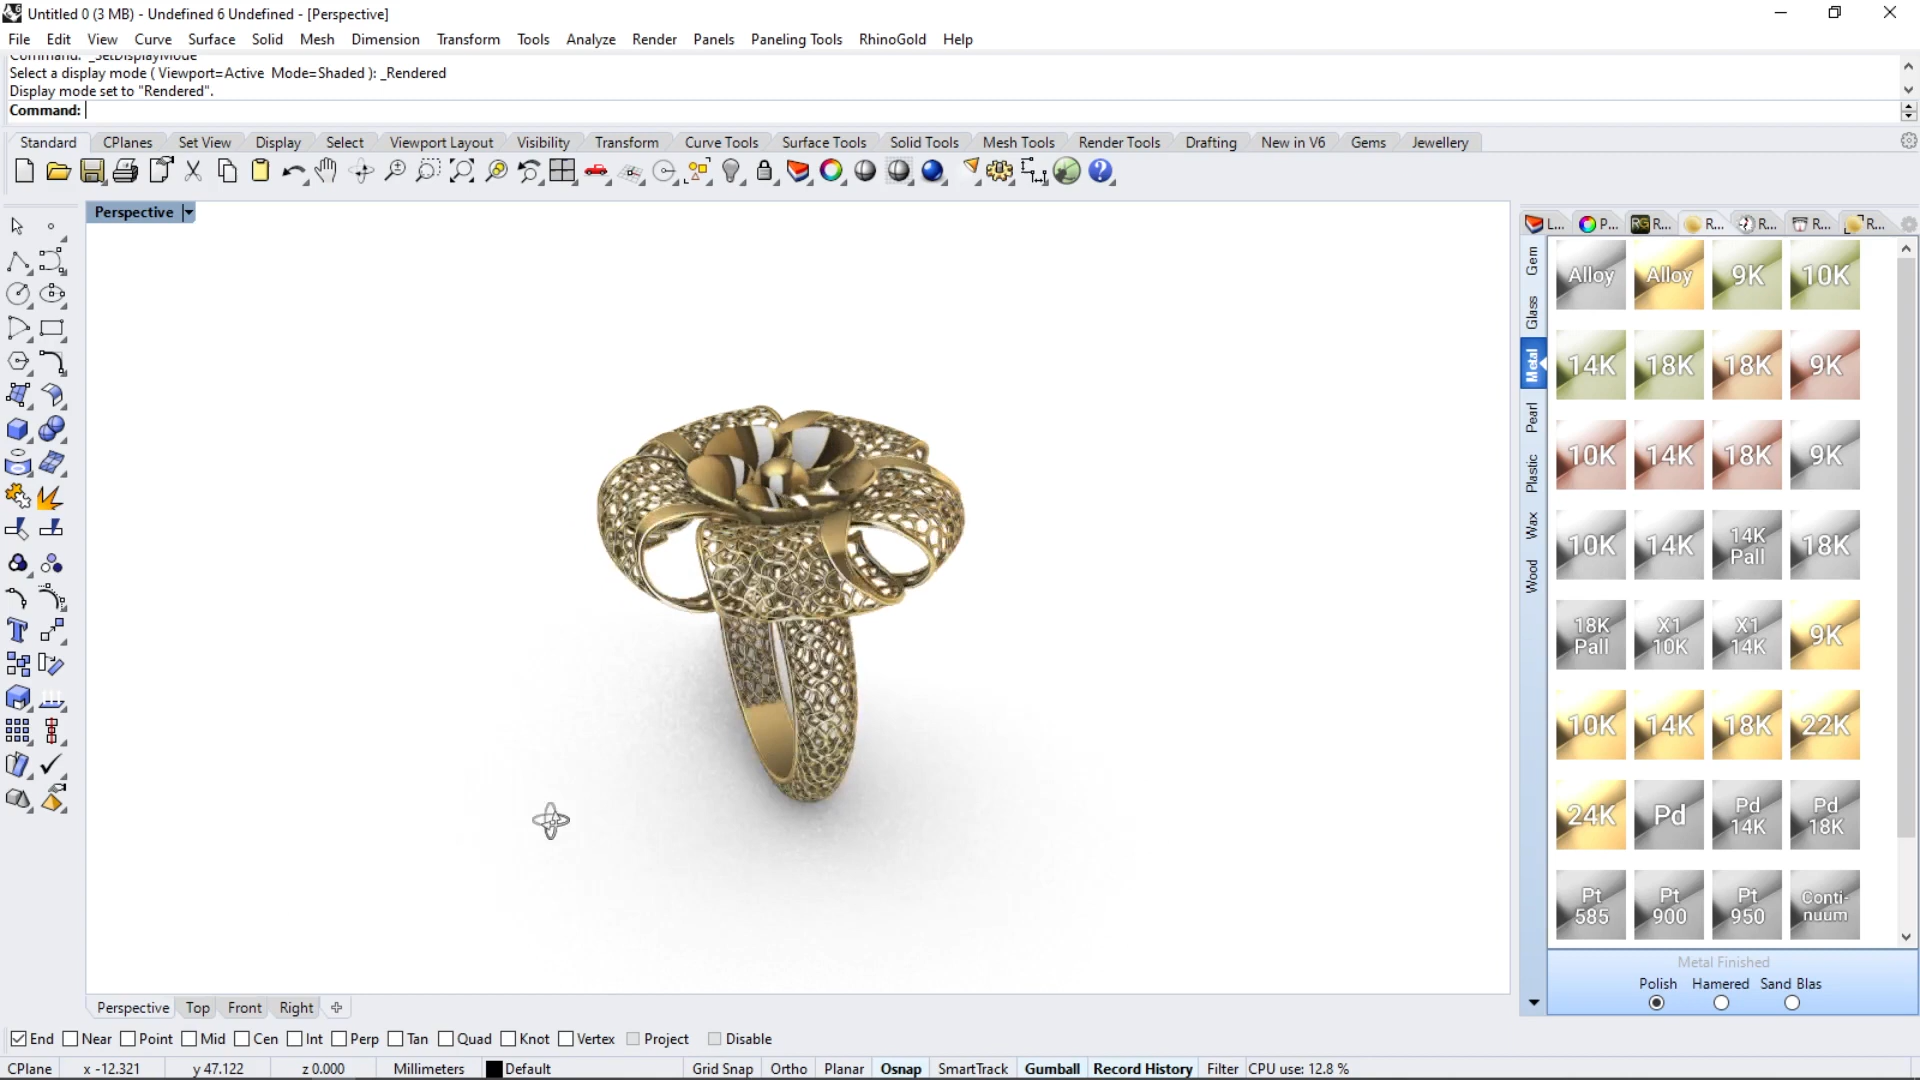 Untitled 0 (3 MB) - Undefined 6 Undefined - [Perspective]
File Edit View Curve Surface Solid Mesh Dimension Transform Tools Analyze Render Panels Paneling Tools RhinoGold Help
Command: _SetDisplayMode
Select a display mode ( Viewport=Active  Mode=Shaded ): _Rendered
Display mode set to "Rendered".
Command:
Standard CPlanes Set View Display Select Viewport Layout Visibility Transform Curve Tools Surface Tools Solid Tools Mesh Tools Render Tools Drafting New in V6 Gems Jewellery
Perspective
L... P... RG R... R... R... R... R...
Gem
Glass
Metal
Pearl
Plastic
Wax
Wood
Alloy Alloy 9K 10K
14K 18K 18K 9K
10K 14K 18K 9K
10K 14K 14K Pall 18K
18K Pall X1 10K X1 14K 9K
10K 14K 18K 22K
24K Pd Pd 14K Pd 18K
Pt 585 Pt 900 Pt 950 Conti-nuum
Metal Finished
Polish Hamered Sand Blas
Perspective Top Front Right
End Near Point Mid Cen Int Perp Tan Quad Knot Vertex Project Disable
CPlane x -12.321 y 47.122 z 0.000 Millimeters Default Grid Snap Ortho Planar Osnap SmartTrack Gumball Record History Filter CPU use: 12.8 %